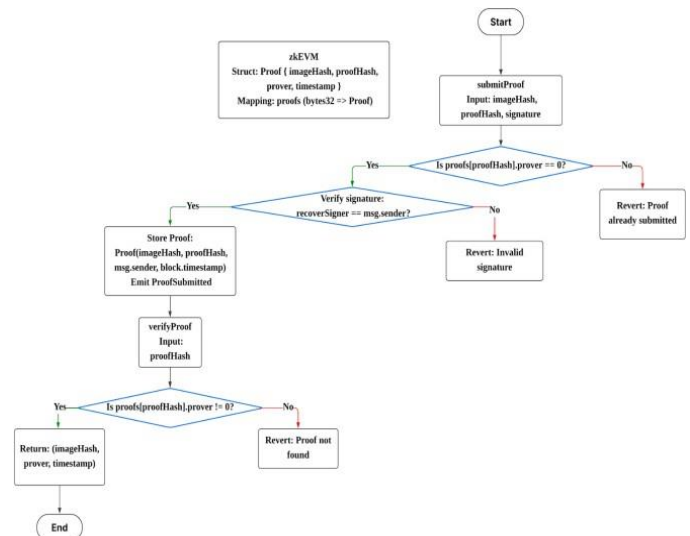 Start
zkEVM
Struct: Proof { imageHash, proofHash,
prover, timestamp }
Mapping: proofs (bytes32 => Proof)
submitProof
Input: imageHash,
proofHash, signature
Is proofs[proofHash].prover == 0?
Yes
No
Revert: Proof
already submitted
Verify signature:
recoverSigner == msg.sender?
Yes
No
Revert: Invalid
signature
Store Proof:
Proof(imageHash, proofHash,
msg.sender, block.timestamp)
Emit ProofSubmitted
verifyProof
Input:
proofHash
Is proofs[proofHash].prover != 0?
Yes
No
Return: (imageHash,
prover, timestamp)
Revert: Proof not
found
End